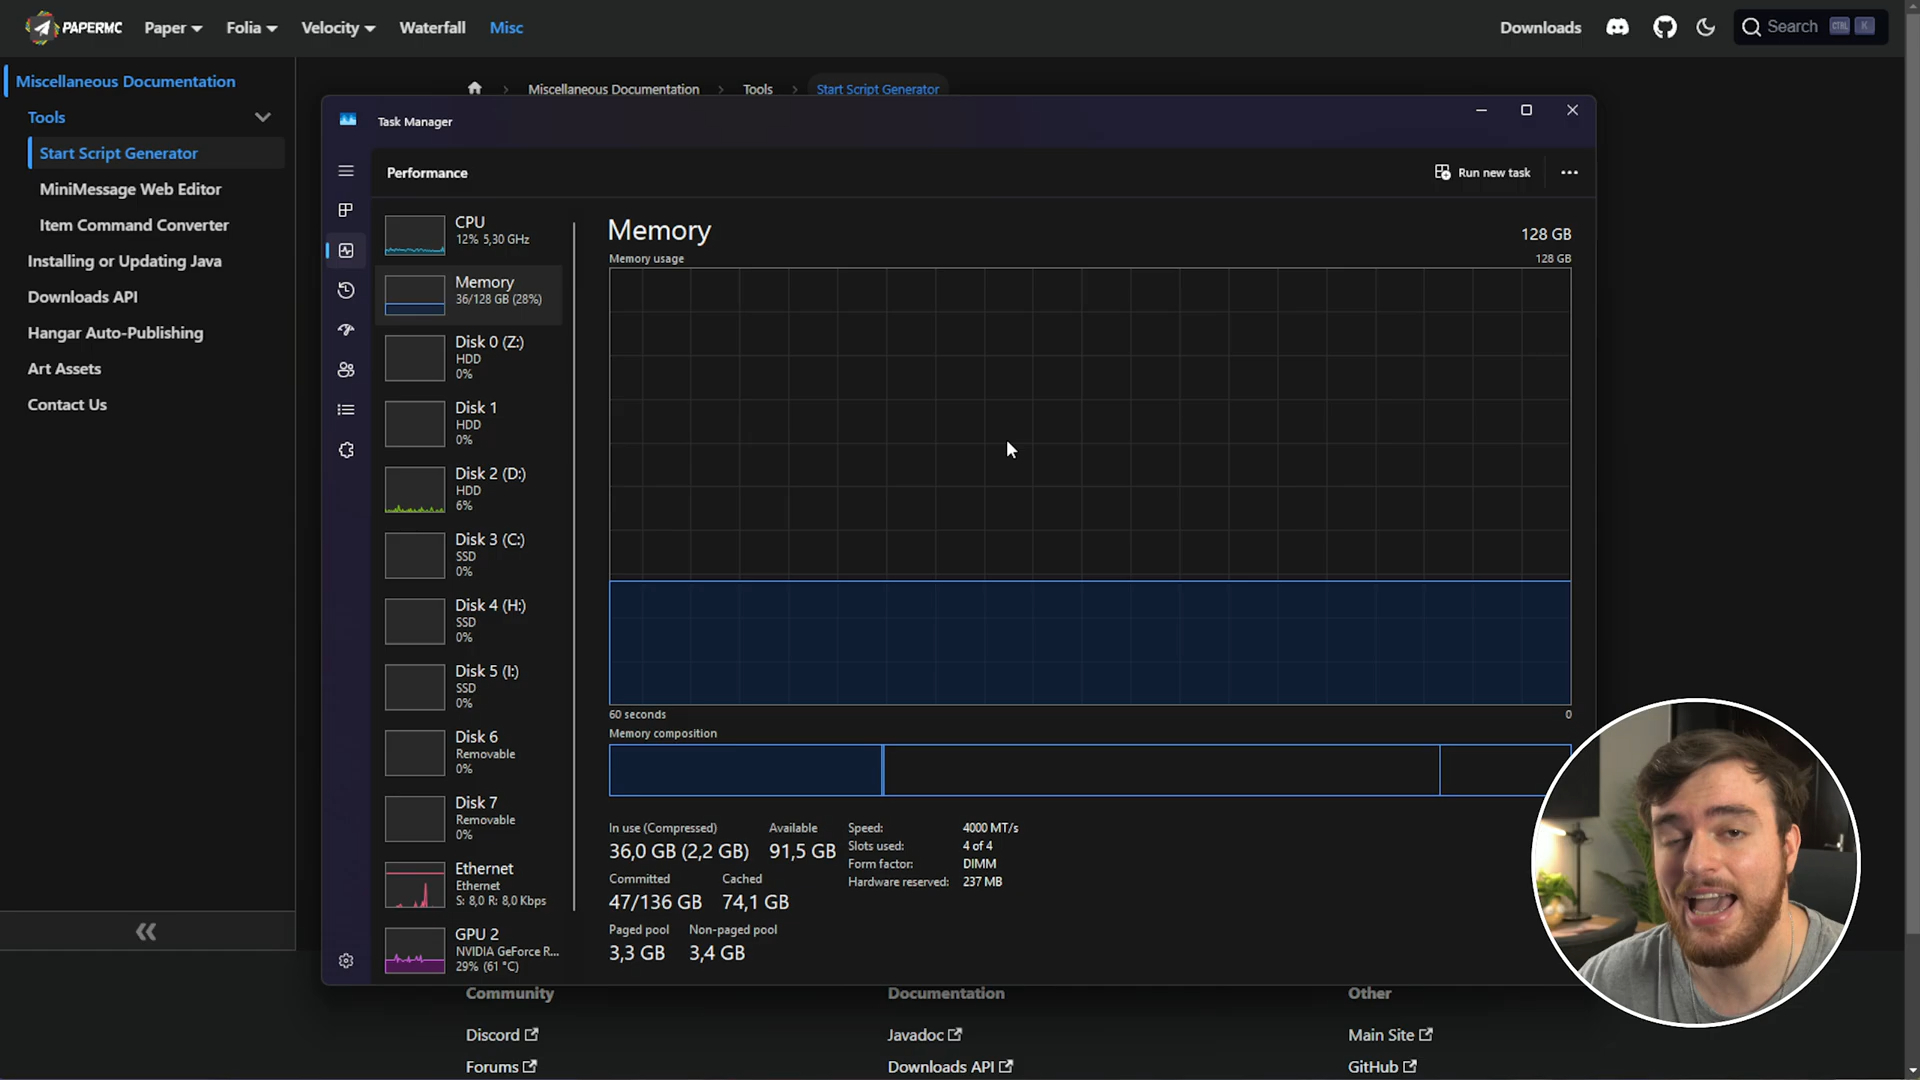 PAPERMC Paper Folia Velocity Waterfall Misc Downloads Search CTRL K
Miscellaneous Documentation
Tools
Start Script Generator
MiniMessage Web Editor
Item Command Converter
Installing or Updating Java
Downloads API
Hangar Auto-Publishing
Art Assets
Contact Us
Miscellaneous Documentation > Tools > Start Script Generator
Task Manager
Performance
Run new task
CPU
12% 5,30 GHz
Memory
36/128 GB (28%)
Disk 0 (Z:)
HDD
0%
Disk 1
HDD
0%
Disk 2 (D:)
HDD
6%
Disk 3 (C:)
SSD
0%
Disk 4 (H:)
SSD
0%
Disk 5 (I:)
SSD
0%
Disk 6
Removable
0%
Disk 7
Removable
0%
Ethernet
Ethernet
S: 8,0 R: 8,0 Kbps
GPU 2
NVIDIA GeForce R...
29% (61 °C)
Memory
128 GB
Memory usage
128 GB
60 seconds
0
Memory composition
In use (Compressed)
36,0 GB (2,2 GB)
Available
91,5 GB
Committed
47/136 GB
Cached
74,1 GB
Paged pool
3,3 GB
Non-paged pool
3,4 GB
Speed: 4000 MT/s
Slots used: 4 of 4
Form factor: DIMM
Hardware reserved: 237 MB
Community
Discord
Forums
Documentation
Javadoc
Downloads API
Other
Main Site
GitHub